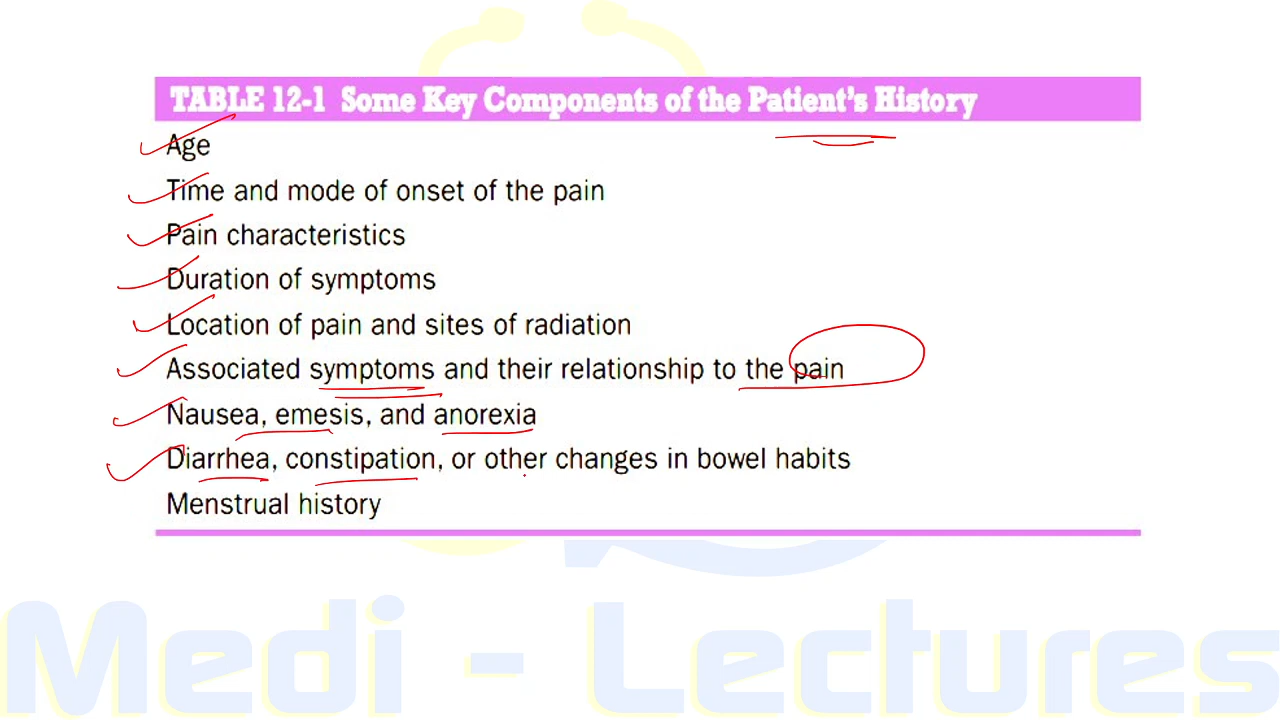 TABLE 12-1 Some Key Components of the Patient's History
Age
Time and mode of onset of the pain
Pain characteristics
Duration of symptoms
Location of pain and sites of radiation
Associated symptoms and their relationship to the pain
Nausea, emesis, and anorexia
Diarrhea, constipation, or other changes in bowel habits
Menstrual history
Medi - Lectures